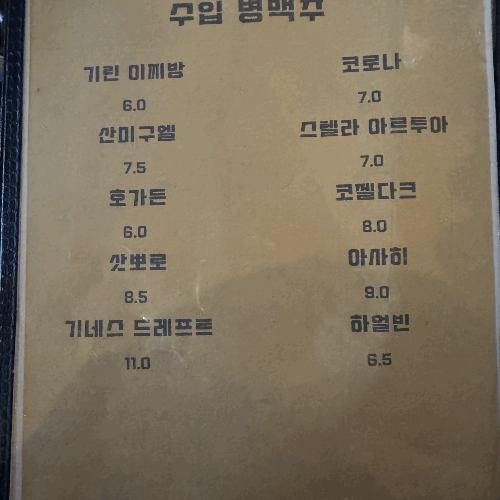 수입 병맥주
기린 이찌방
6.0
산미구엘
7.5
호가든
6.0
삿뽀로
8.5
기네스 드레프트
11.0
코로나
7.0
스텔라 아르투아
7.0
코젤다크
8.0
아사히
9.0
하얼빈
6.5